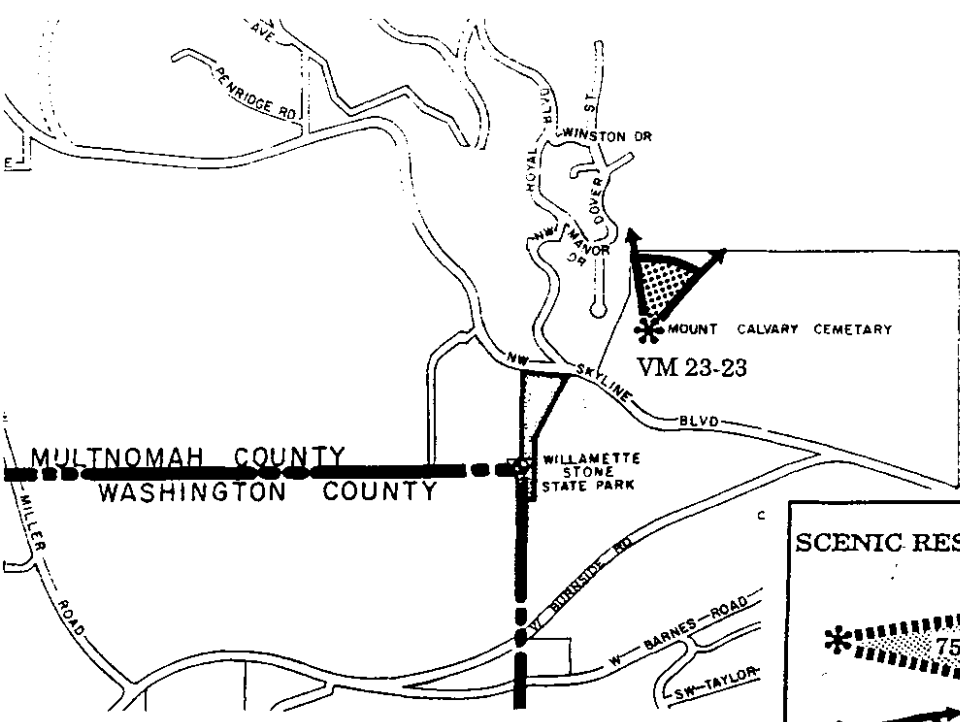 AVE
PENRIDGE RD
ROYAL BLVD
ST
WINSTON DR
DOVER
NW MANOR DR
E
MOUNT CALVARY CEMETARY
VM 23-23
NW SKYLINE BLVD
MULTNOMAH COUNTY
WASHINGTON COUNTY
WILLAMETTE
STONE
STATE PARK
C
MILLER ROAD
W BURNSIDE RD
W BARNES ROAD
SW TAYLOR
SCENIC RES
75